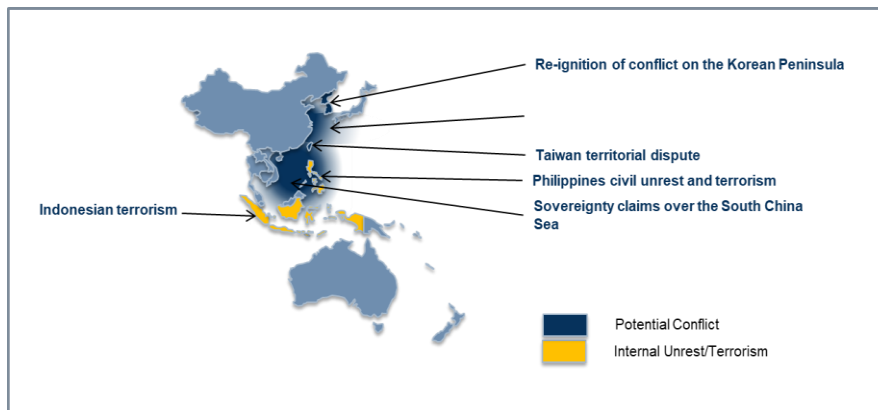 Re-ignition of conflict on the Korean Peninsula
Taiwan territorial dispute
Philippines civil unrest and terrorism
Indonesian terrorism
Sovereignty claims over the South China
Sea
Potential Conflict
Internal Unrest/Terrorism